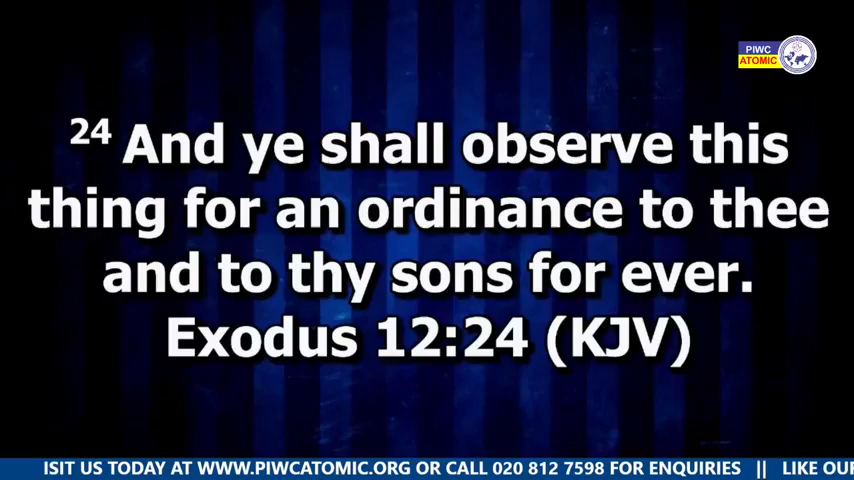 PIWC
ATOMIC
24 And ye shall observe this
thing for an ordinance to thee
and to thy sons for ever.
Exodus 12:24 (KJV)
ISIT US TODAY AT WWW.PIWCATOMIC.ORG OR CALL 020 812 7598 FOR ENQUIRIES || LIKE OUR